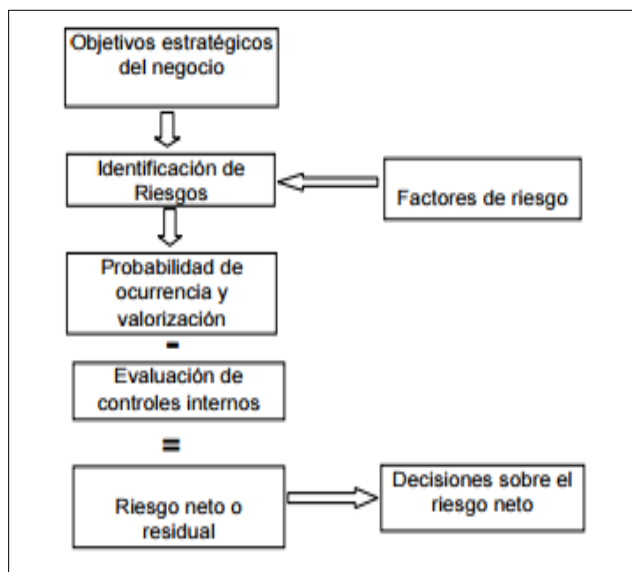 Objetivos estratégicos
del negocio
Identificación de
Riesgos
Factores de riesgo
Probabilidad de
ocurrencia y
valorización
-
Evaluación de
controles internos
=
Riesgo neto o
residual
Decisiones sobre el
riesgo neto